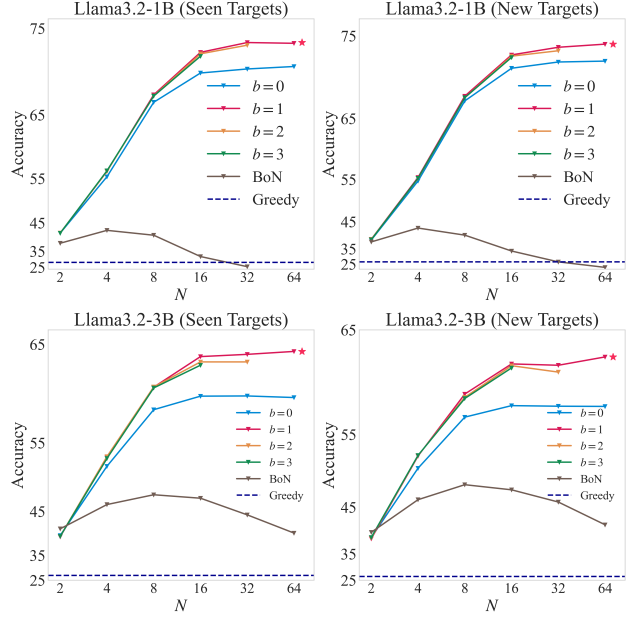 Llama3.2-1B (Seen Targets)
75
65
55
45
35
25
Accuracy
b = 0
b = 1
b = 2
b = 3
BoN
Greedy
2 4 8 16 32 64
N
Llama3.2-1B (New Targets)
75
65
55
45
35
25
Accuracy
b = 0
b = 1
b = 2
b = 3
BoN
Greedy
2 4 8 16 32 64
N
Llama3.2-3B (Seen Targets)
65
55
45
35
25
Accuracy
b = 0
b = 1
b = 2
b = 3
BoN
Greedy
2 4 8 16 32 64
N
Llama3.2-3B (New Targets)
65
55
45
35
25
Accuracy
b = 0
b = 1
b = 2
b = 3
BoN
Greedy
2 4 8 16 32 64
N